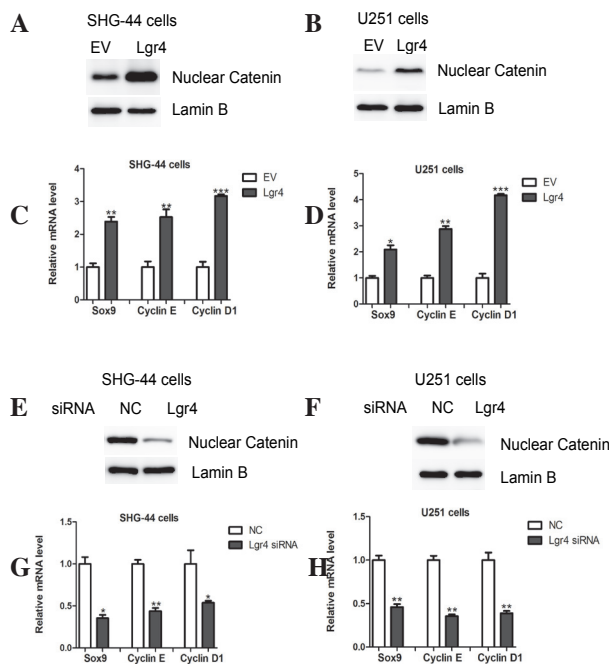 A
SHG-44 cells
EV Lgr4
Nuclear Catenin
Lamin B
B
U251 cells
EV Lgr4
Nuclear Catenin
Lamin B
C
SHG-44 cells
Relative mRNA level
4
3
2
1
0
EV
Lgr4
** ** ***
Sox9 Cyclin E Cyclin D1
D
U251 cells
Relative mRNA level
5
4
3
2
1
0
EV
Lgr4
* ** ***
Sox9 Cyclin E Cyclin D1
E
SHG-44 cells
siRNA NC Lgr4
Nuclear Catenin
Lamin B
F
U251 cells
siRNA NC Lgr4
Nuclear Catenin
Lamin B
G
SHG-44 cells
Relative mRNA level
1.5
1.0
0.5
0.0
NC
Lgr4 siRNA
* ** *
Sox9 Cyclin E Cyclin D1
H
U251 cells
Relative mRNA level
1.5
1.0
0.5
0.0
NC
Lgr4 siRNA
** ** **
Sox9 Cyclin E Cyclin D1